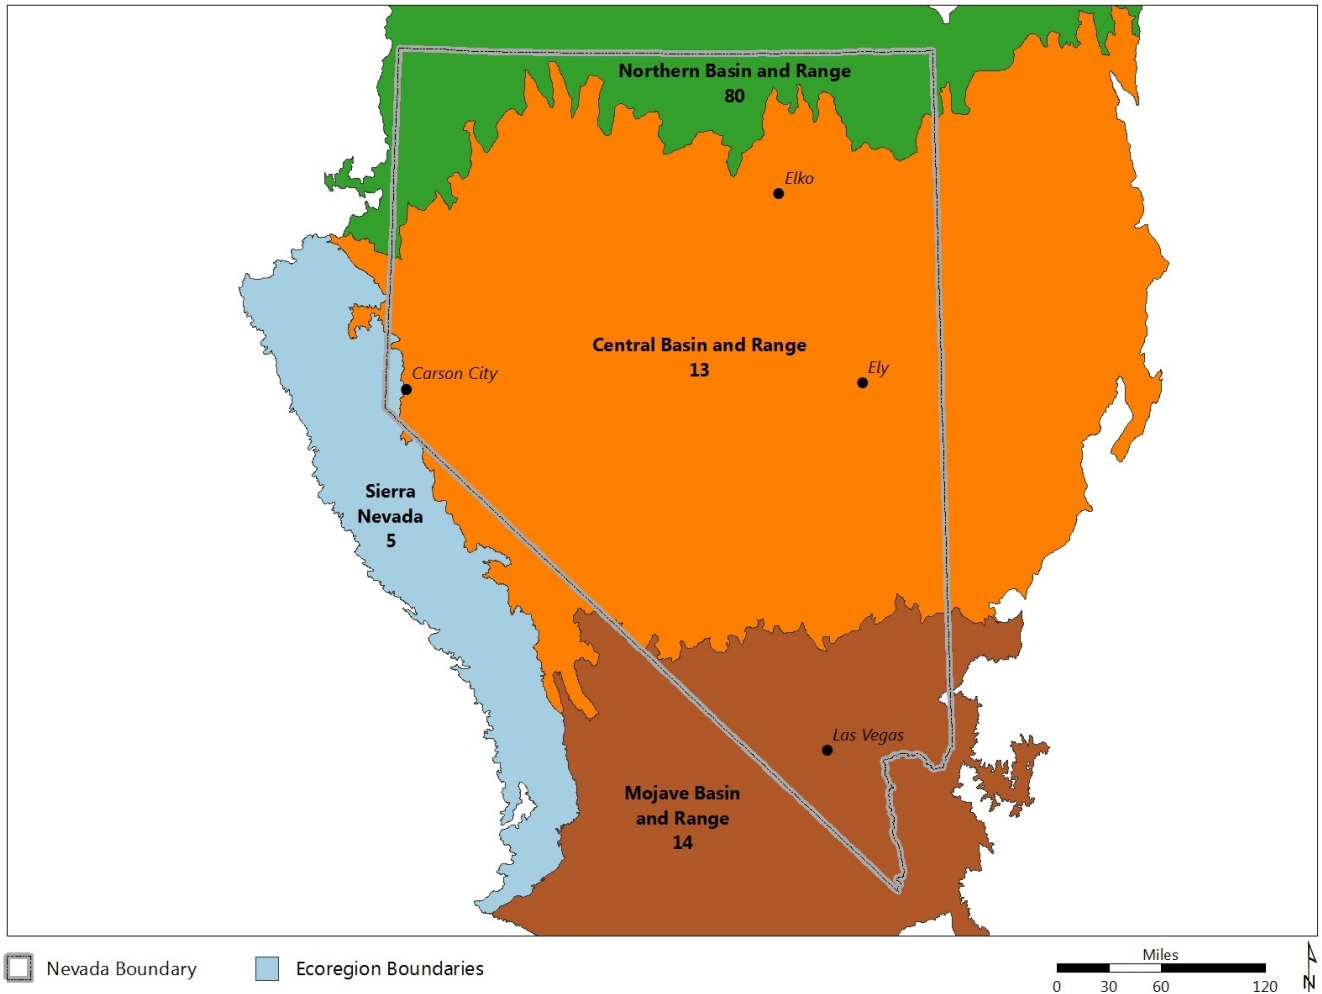 Northern Basin and Range
80
Elko
Central Basin and Range
13
Ely
Carson City
Sierra
Nevada
5
Las Vegas
Mojave Basin
and Range
14
Nevada Boundary
Ecoregion Boundaries
Miles
0 30 60 120
N